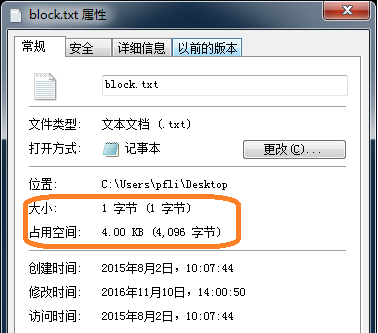 block.txt 属性
常规 安全 详细信息 以前的版本
block.txt
文件类型: 文本文档 (.txt)
打开方式: 记事本 更改(C)...
位置: C:\Users\pfli\Desktop
大小: 1 字节 (1 字节)
占用空间: 4.00 KB (4,096 字节)
创建时间: 2015年8月2日，10:07:44
修改时间: 2016年11月10日，14:00:50
访问时间: 2015年8月2日，10:07:44